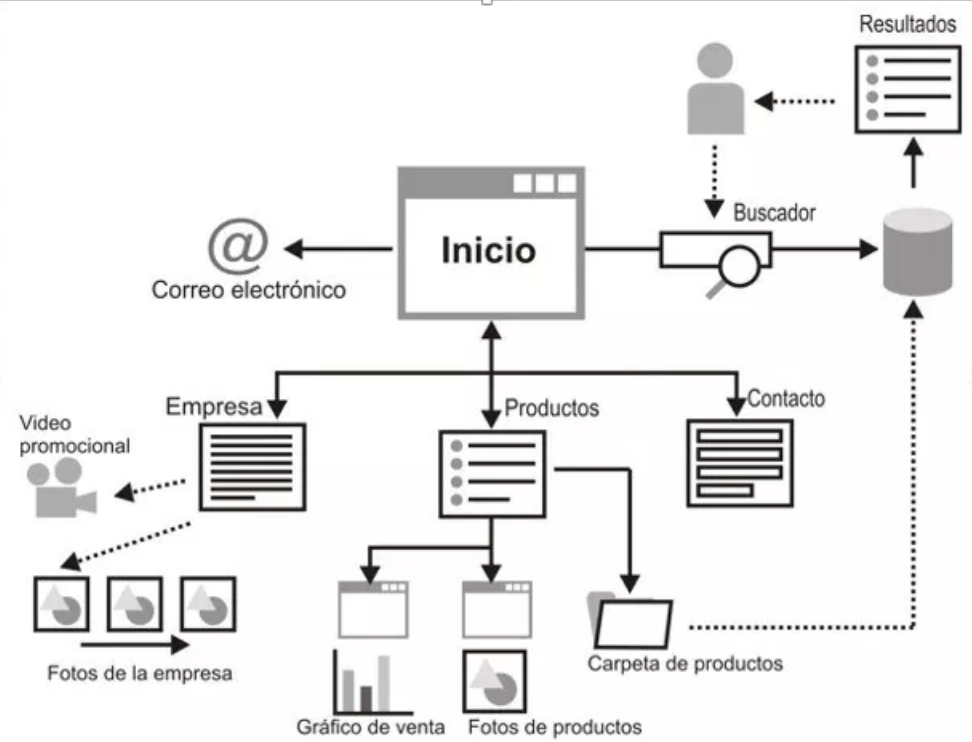 Resultados
Buscador
Inicio
@
Correo electrónico
Empresa
Productos
Contacto
Video
promocional
Fotos de la empresa
Carpeta de productos
Gráfico de venta
Fotos de productos